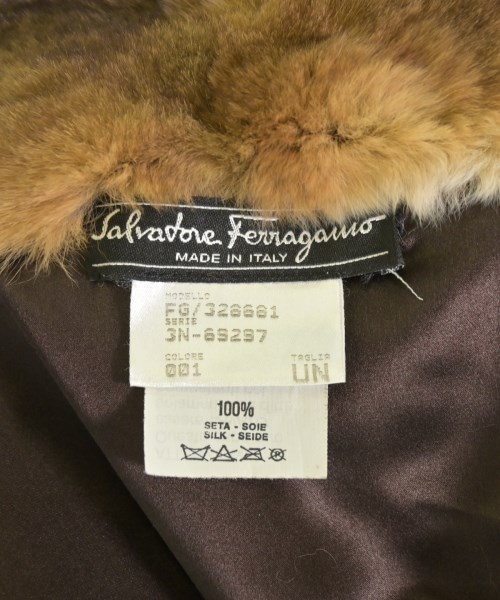 Salvatore Ferragamo
MADE IN ITALY
MODELLO
FG/328681
SERIE
3N-69297
COLORE TAGLIA
001 UN
100%
SETA - SOIE
SILK - SEIDE